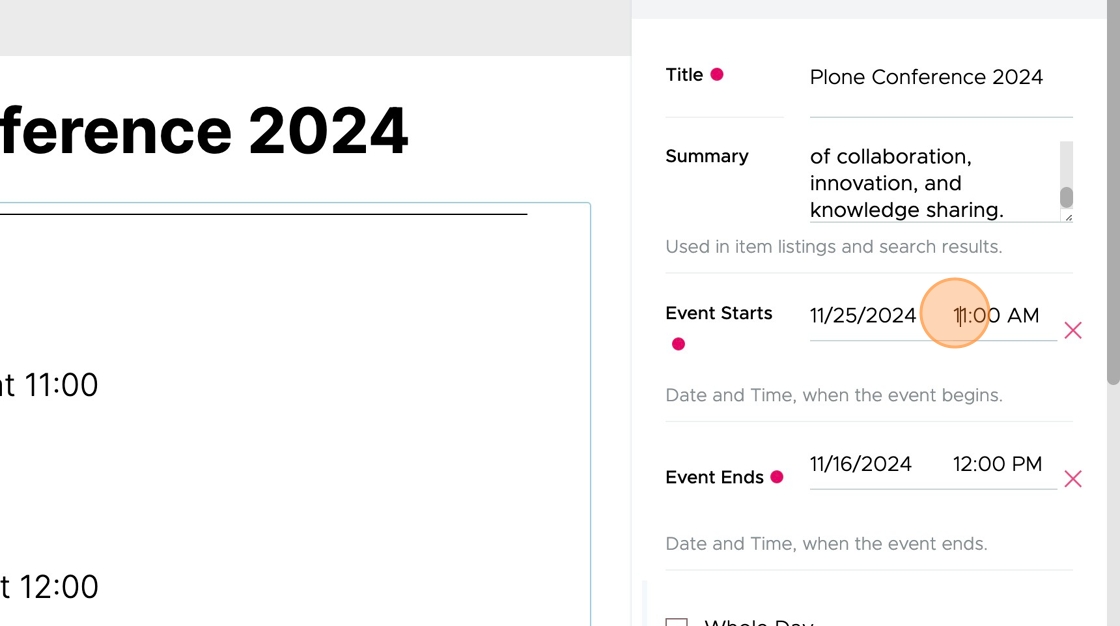 ference 2024
t 11:00
t 12:00
Title
Plone Conference 2024
Summary
of collaboration,
innovation, and
knowledge sharing.
Used in item listings and search results.
Event Starts
11/25/2024 11:00 AM
Date and Time, when the event begins.
Event Ends
11/16/2024 12:00 PM
Date and Time, when the event ends.
Whole Day